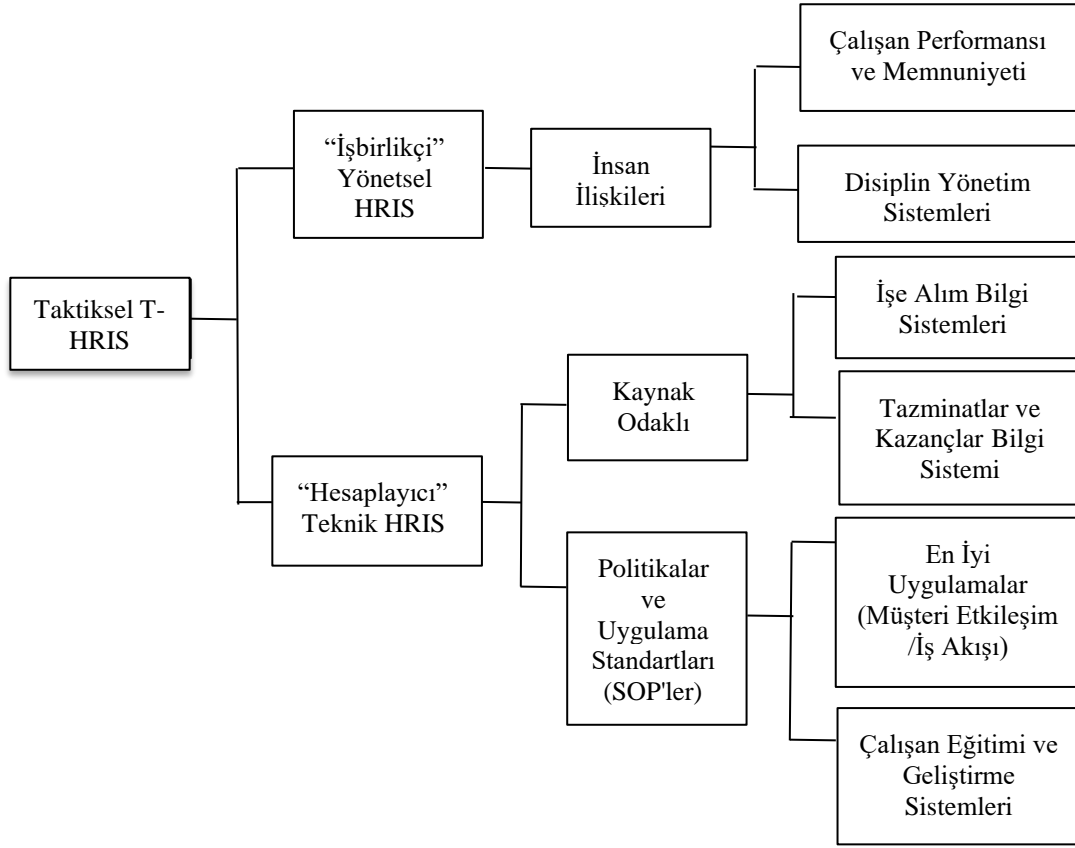 Çalışan Performansı
ve Memnuniyeti
“İşbirlikçi”
Yönetsel
HRIS
İnsan
İlişkileri
Disiplin Yönetim
Sistemleri
Taktiksel T-
HRIS
İşe Alım Bilgi
Sistemleri
Kaynak
Odaklı
Tazminatlar ve
Kazançlar Bilgi
Sistemi
“Hesaplayıcı”
Teknik HRIS
Politikalar
ve
Uygulama
Standartları
(SOP'ler)
En İyi
Uygulamalar
(Müşteri Etkileşim
/İş Akışı)
Çalışan Eğitimi ve
Geliştirme
Sistemleri